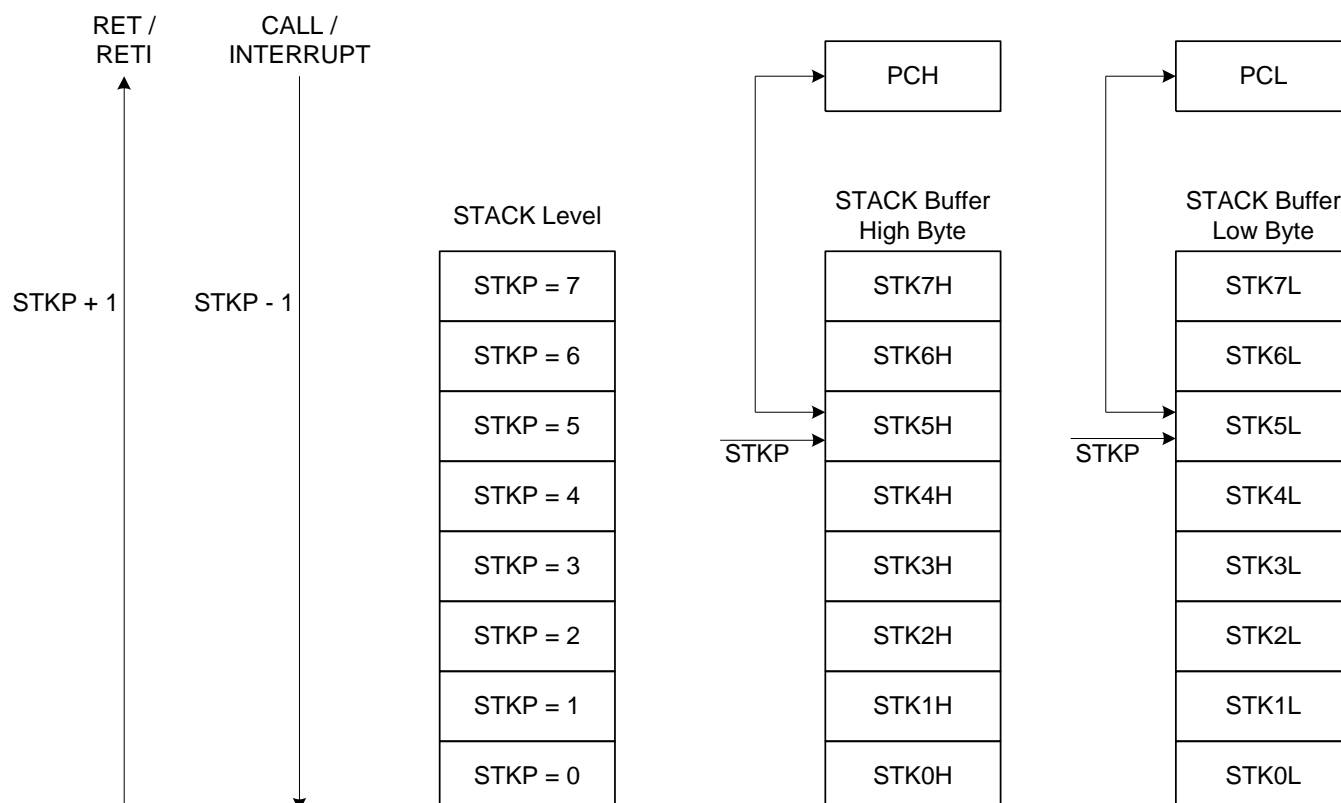 RET /
RETI
CALL /
INTERRUPT
STKP + 1
STKP - 1
STACK Level
STKP = 7
STKP = 6
STKP = 5
STKP = 4
STKP = 3
STKP = 2
STKP = 1
STKP = 0
PCH
STACK Buffer
High Byte
STK7H
STK6H
STK5H
STKP
STK4H
STK3H
STK2H
STK1H
STK0H
PCL
STACK Buffer
Low Byte
STK7L
STK6L
STK5L
STKP
STK4L
STK3L
STK2L
STK1L
STK0L